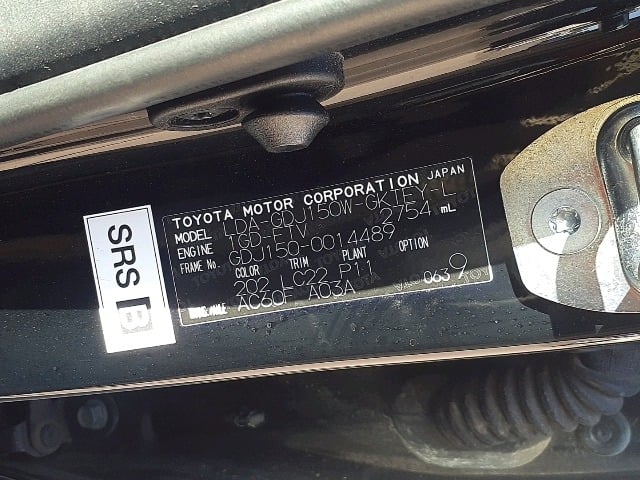 TOYOTA MOTOR CORPORATION JAPAN
MODEL LDA-GDJ150W-GKTEY-L
ENGINE 1GD-FTV 2754 mL
FRAME No. GDJ150-0014489
COLOR TRIM PLANT OPTION
202 LC22 P11
AC60F A03A 0639
SRS B